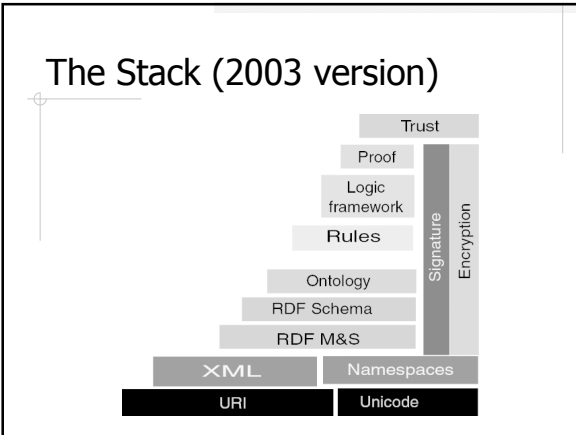 The Stack (2003 version)
Trust
Proof
Logic
framework
Rules
Signature
Encryption
Ontology
RDF Schema
RDF M&S
XML
Namespaces
URI
Unicode